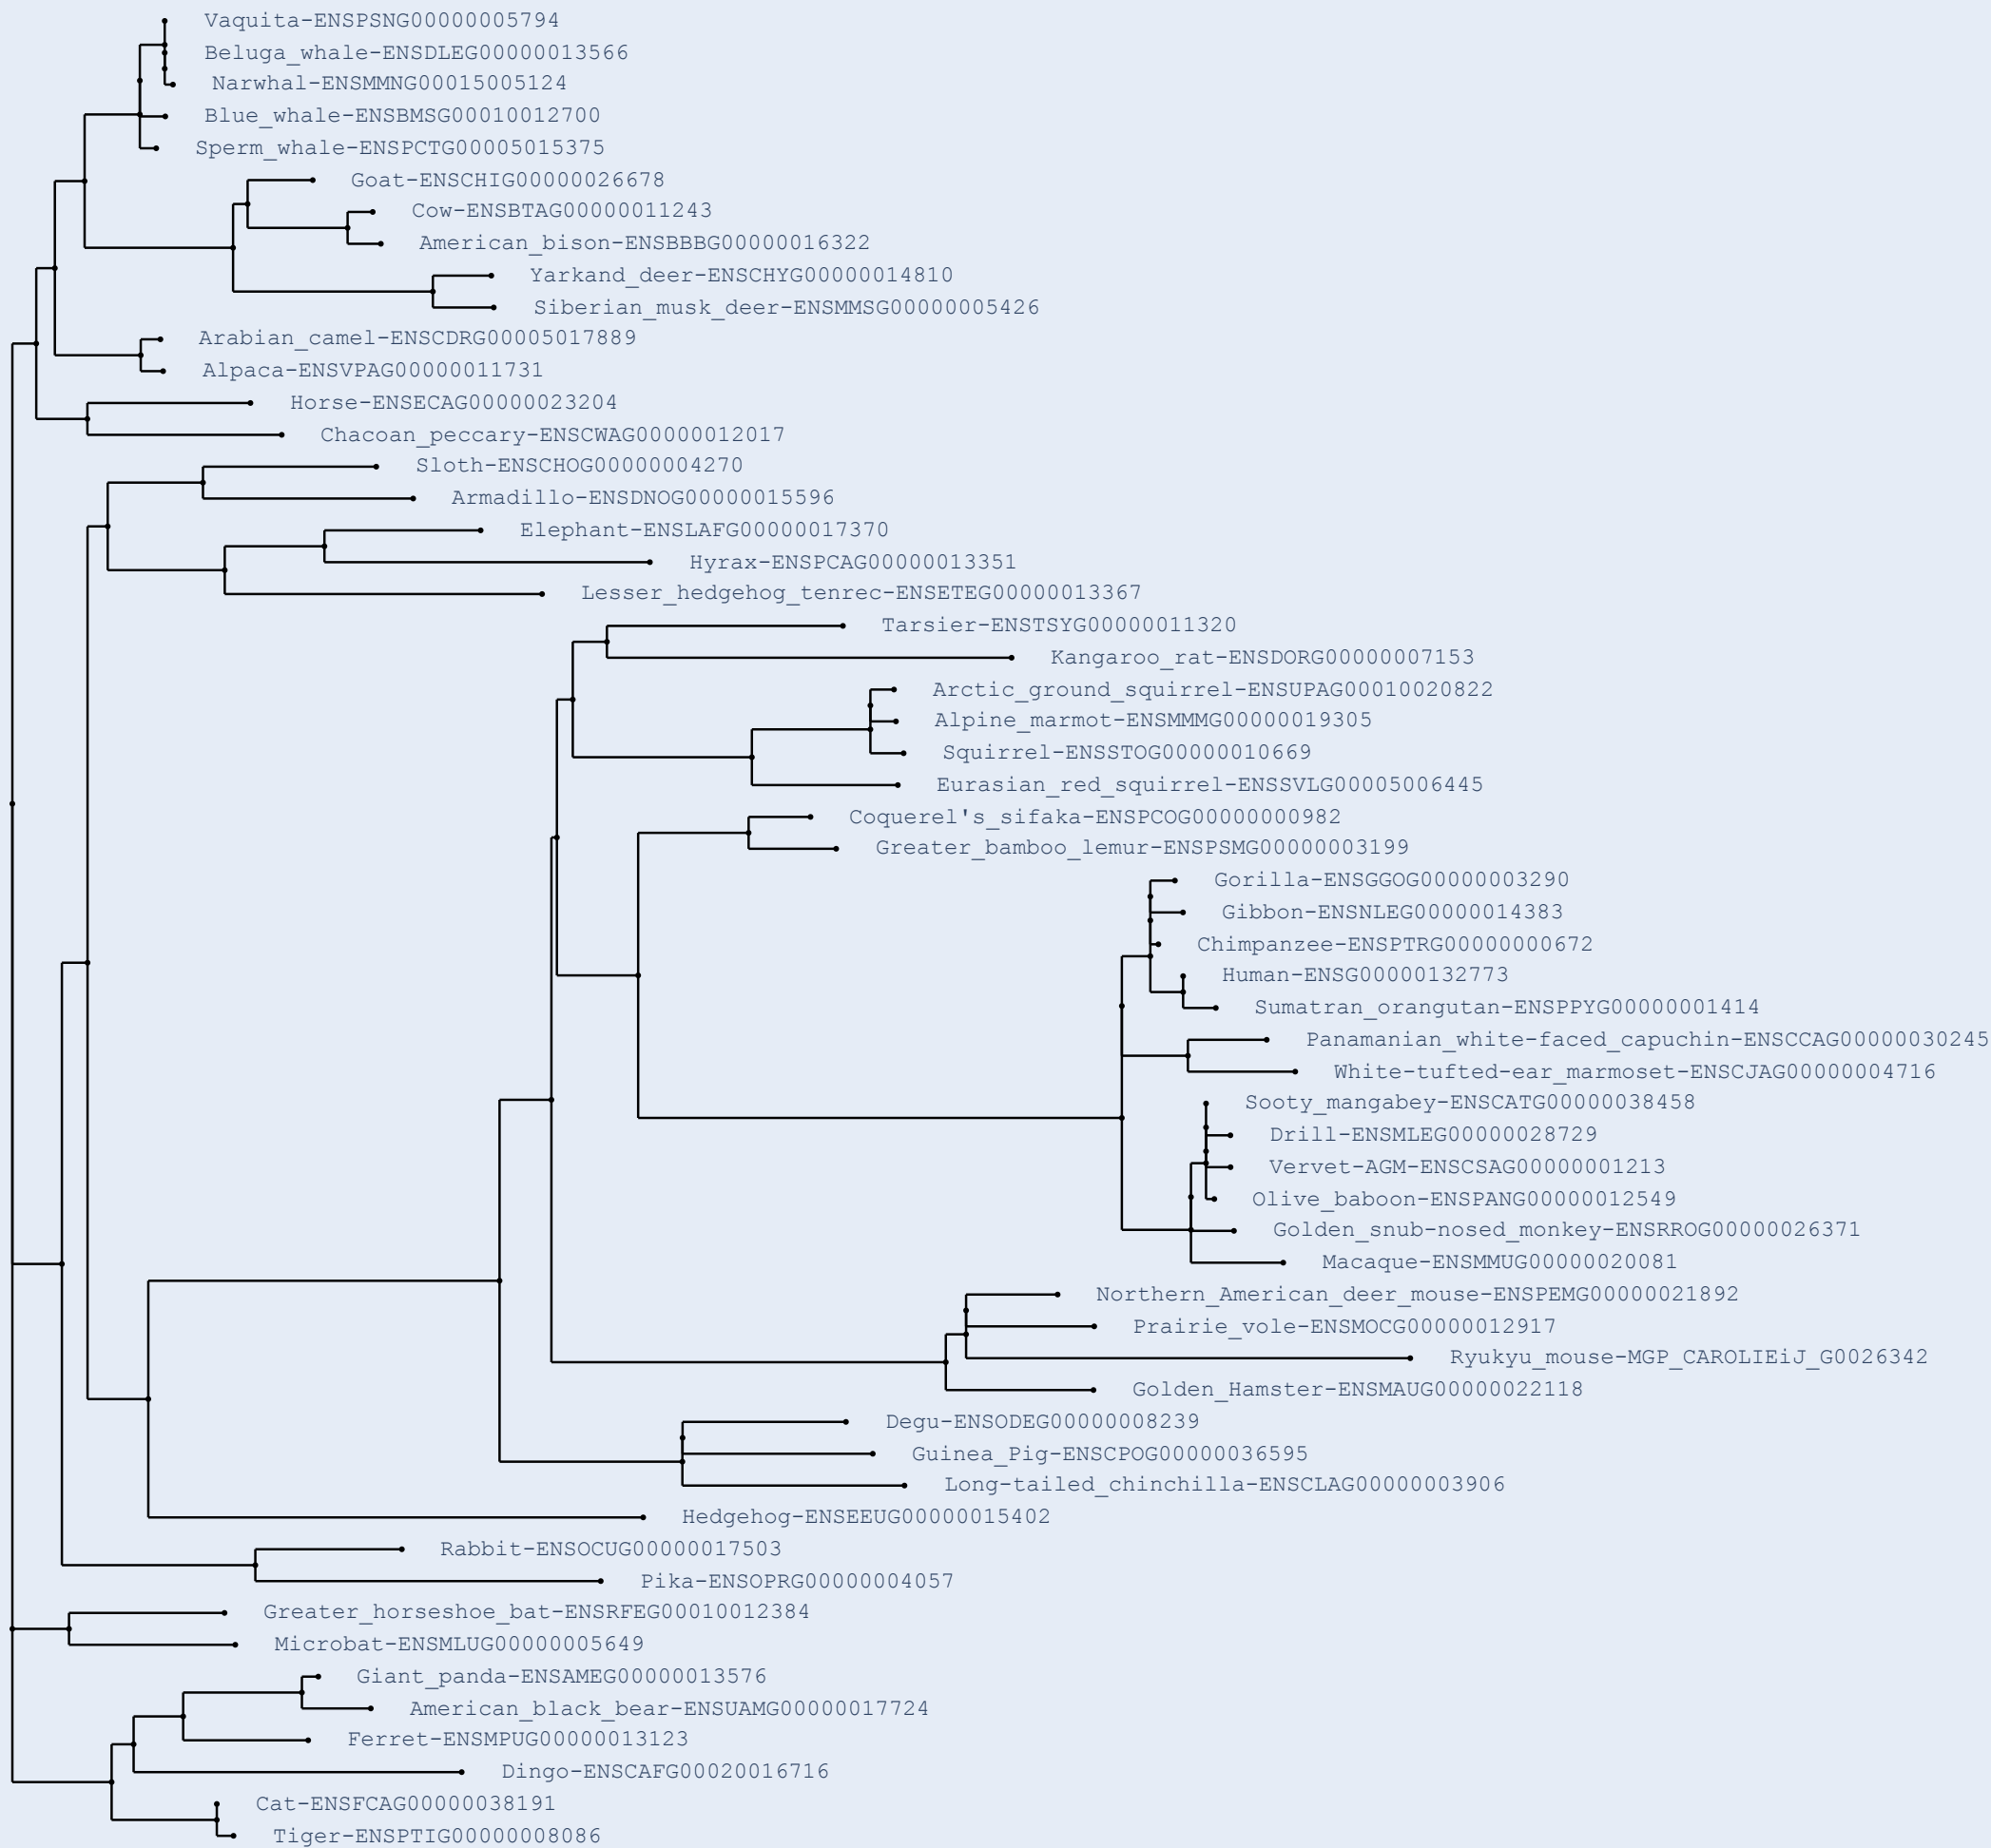 Vaquita-ENSPSNG00000005794
Beluga_whale-ENSDLEG00000013566
Narwhal-ENSMMNG00015005124
Blue_whale-ENSBMSG00010012700
Sperm_whale-ENSPCTG00005015375
Goat-ENSCHIG00000026678
Cow-ENSBTAG00000011243
American_bison-ENSBBBG00000016322
Yarkand_deer-ENSCHYG00000014810
Siberian_musk_deer-ENSMMSG00000005426
Arabian_camel-ENSCDRG00005017889
Alpaca-ENSVPAG00000011731
Horse-ENSECAG00000023204
Chacoan_peccary-ENSCWAG00000012017
Sloth-ENSCHOG00000004270
Armadillo-ENSDNOG00000015596
Elephant-ENSLAFG00000017370
Hyrax-ENSPCAG00000013351
Lesser_hedgehog_tenrec-ENSETEG00000013367
Tarsier-ENSTSYG00000011320
Kangaroo_rat-ENSDORG00000007153
Arctic_ground_squirrel-ENSUPAG00010020822
Alpine_marmot-ENSMMMG00000019305
Squirrel-ENSSTOG00000010669
Eurasian_red_squirrel-ENSSVLG00005006445
Coquerel's_sifaka-ENSPCOG00000000982
Greater_bamboo_lemur-ENSPSMG00000003199
Gorilla-ENSGGOG00000003290
Gibbon-ENSNLEG00000014383
Chimpanzee-ENSPTRG00000000672
Human-ENSG00000132773
Sumatran_orangutan-ENSPPYG00000001414
Panamanian_white-faced_capuchin-ENSCCAG00000030245
White-tufted-ear_marmoset-ENSCJAG00000004716
Sooty_mangabey-ENSCATG00000038458
Drill-ENSMLEG00000028729
Vervet-AGM-ENSCSAG00000001213
Olive_baboon-ENSPANG00000012549
Golden_snub-nosed_monkey-ENSRROG00000026371
Macaque-ENSMMUG00000020081
Northern_American_deer_mouse-ENSPEMG00000021892
Prairie_vole-ENSMOCG00000012917
Ryukyu_mouse-MGP_CAROLIEiJ_G0026342
Golden_Hamster-ENSMAUG00000022118
Degu-ENSODEG00000008239
Guinea_Pig-ENSCPOG00000036595
Long-tailed_chinchilla-ENSCLAG00000003906
Hedgehog-ENSEEUG00000015402
Rabbit-ENSOCUG00000017503
Pika-ENSOPRG00000004057
Greater_horseshoe_bat-ENSRFEG00010012384
Microbat-ENSMLUG00000005649
Giant_panda-ENSAMEG00000013576
American_black_bear-ENSUAMG00000017724
Ferret-ENSMPUG00000013123
Dingo-ENSCAFG00020016716
Cat-ENSFCAG00000038191
Tiger-ENSPTIG00000008086